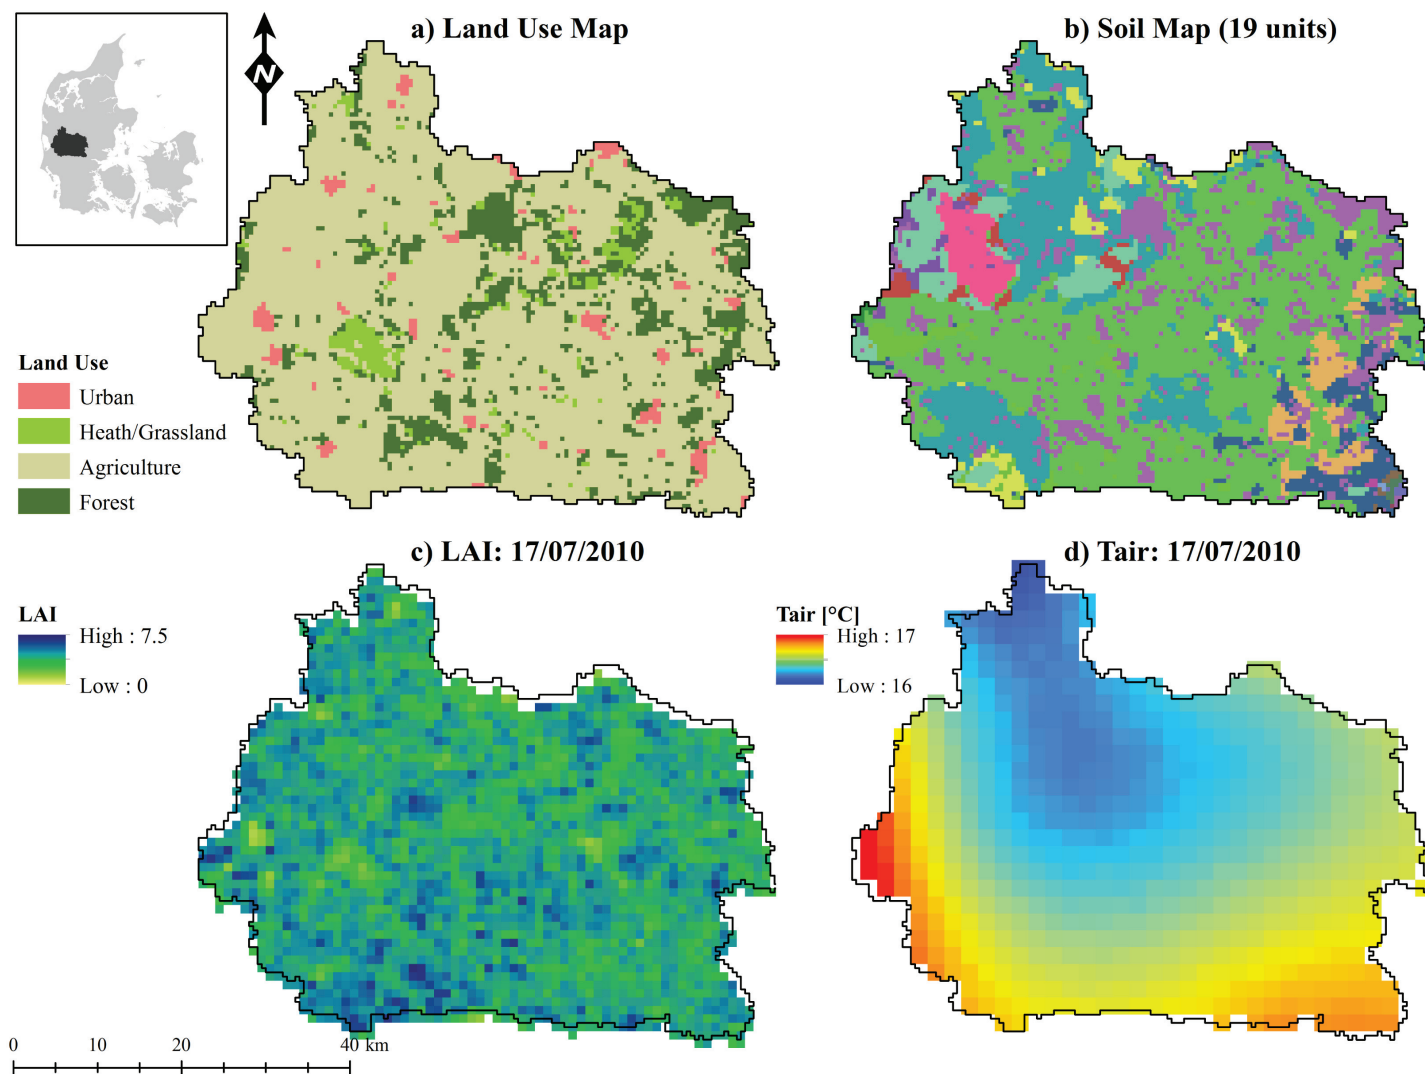 a) Land Use Map
b) Soil Map (19 units)
N
Land Use
Urban
Heath/Grassland
Agriculture
Forest
c) LAI: 17/07/2010
d) Tair: 17/07/2010
LAI
High : 7.5
Low : 0
Tair [°C]
High : 17
Low : 16
0 10 20 40 km